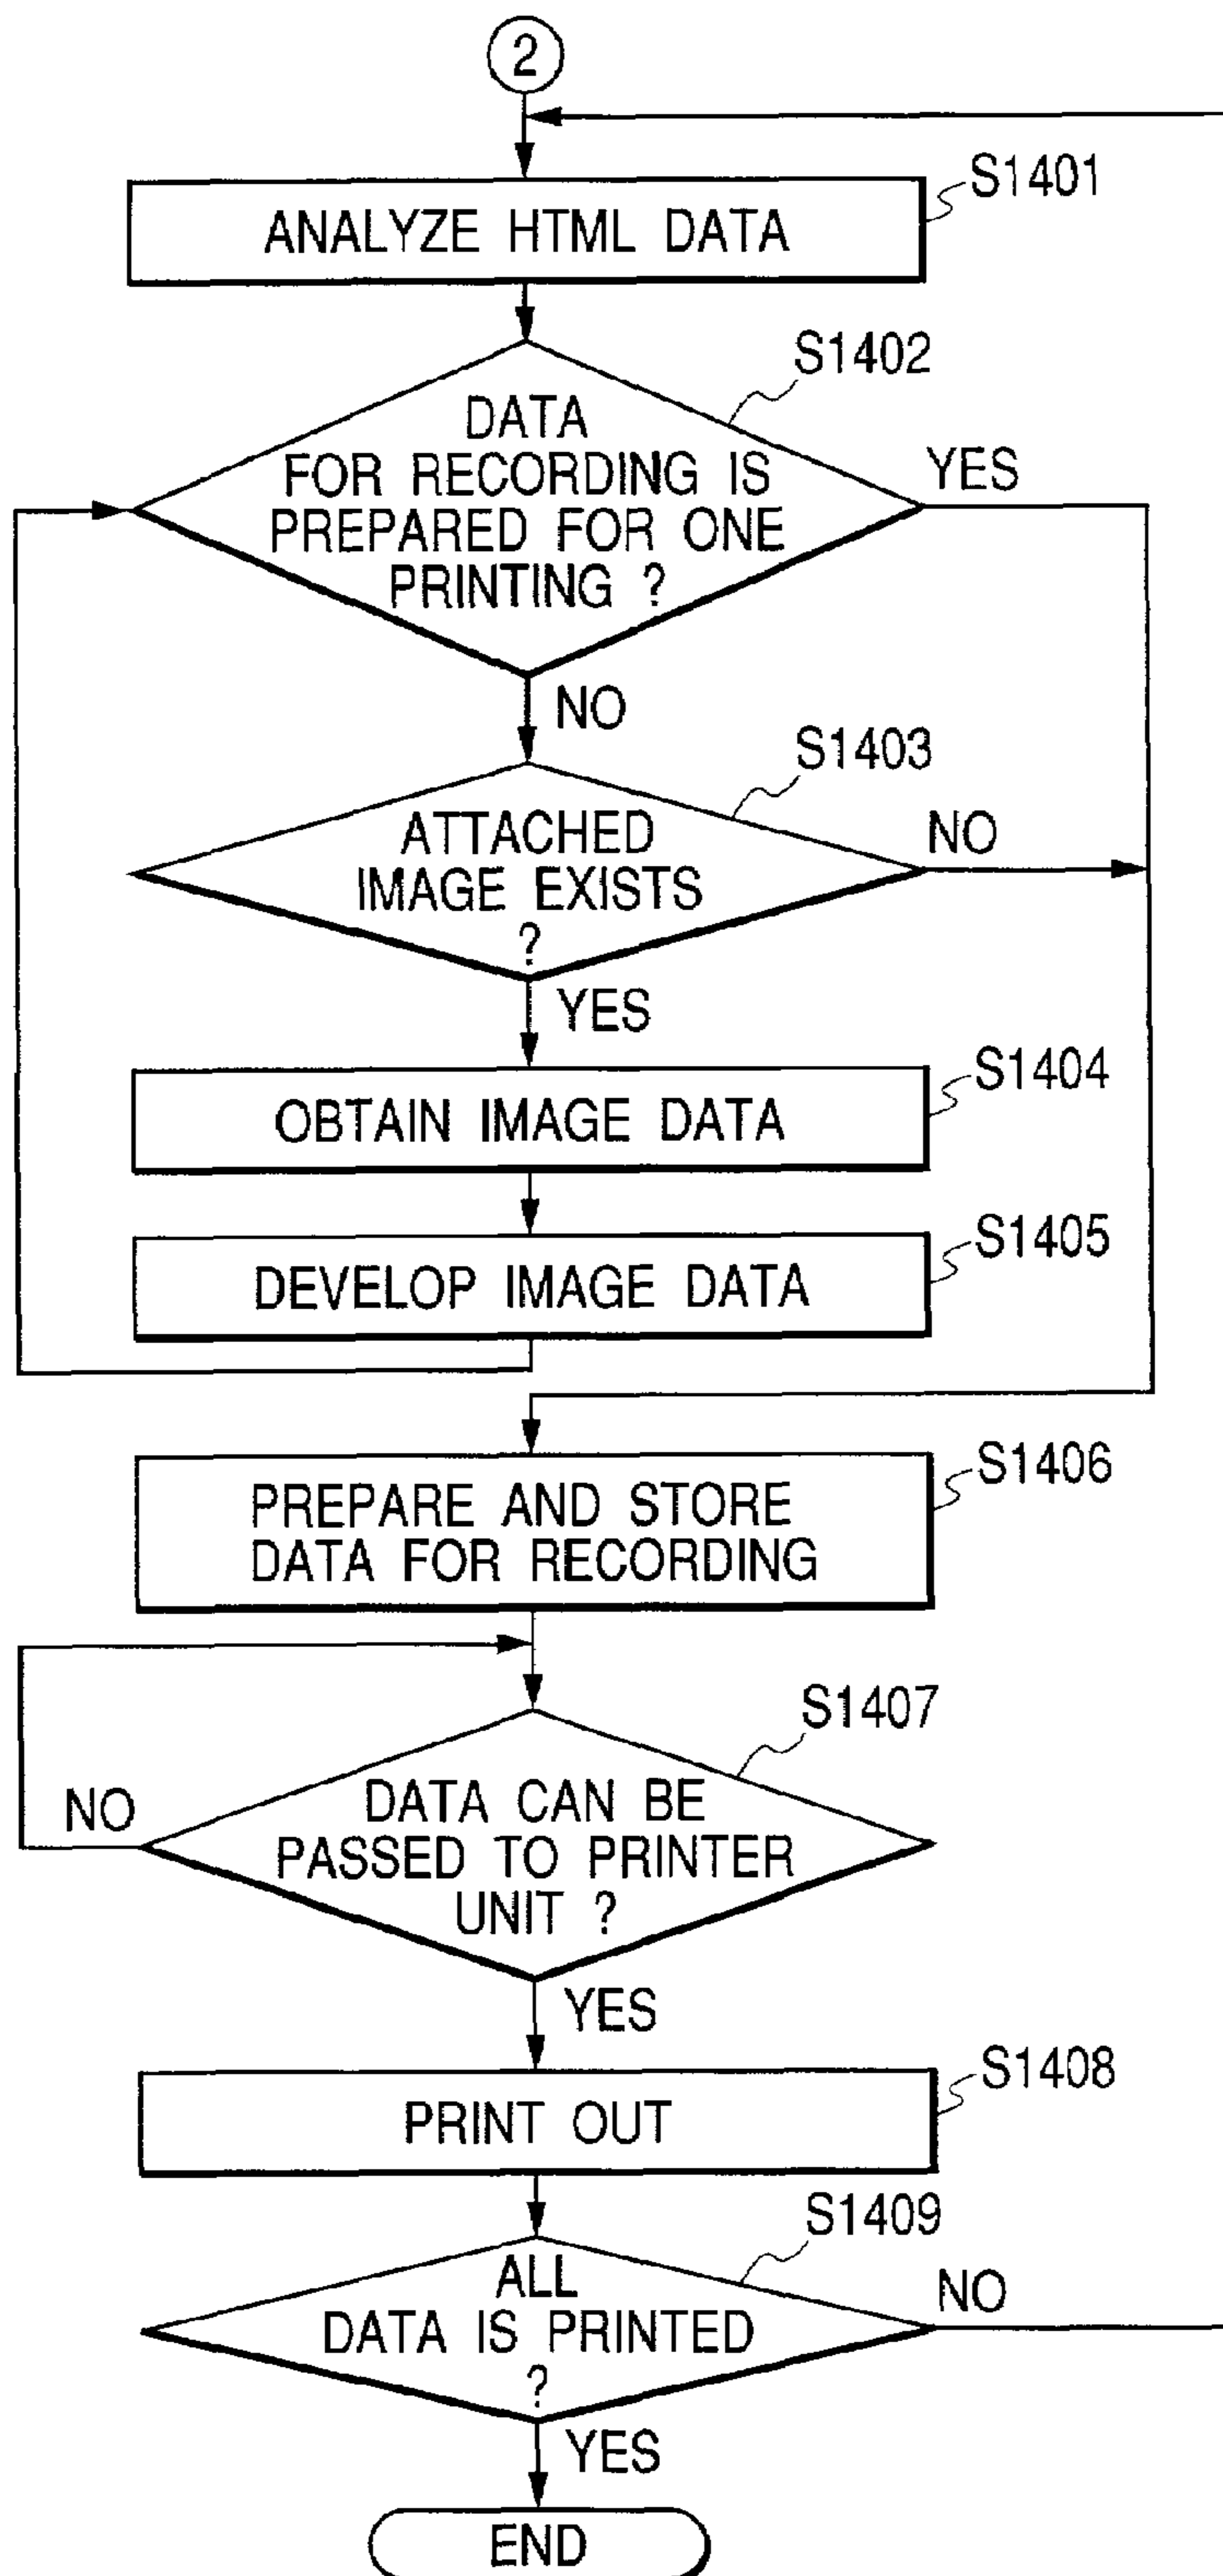 2
S1401
ANALYZE HTML DATA
S1402
DATA
FOR RECORDING IS
PREPARED FOR ONE
PRINTING ?
YES
NO
S1403
ATTACHED
IMAGE EXISTS
?
NO
YES
S1404
OBTAIN IMAGE DATA
S1405
DEVELOP IMAGE DATA
S1406
PREPARE AND STORE
DATA FOR RECORDING
S1407
DATA CAN BE
PASSED TO PRINTER
UNIT ?
NO
YES
S1408
PRINT OUT
S1409
ALL
DATA IS PRINTED
?
NO
YES
END